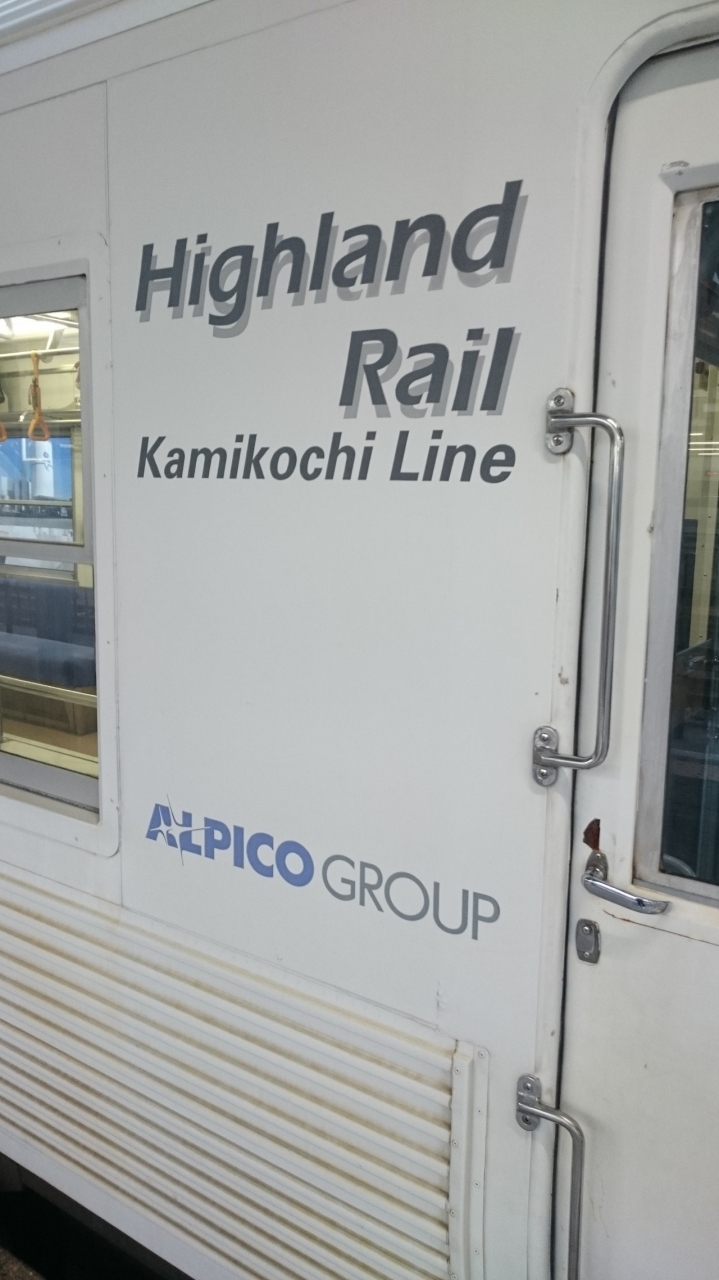 Highland
Rail
Kamikochi Line
ALPICO GROUP